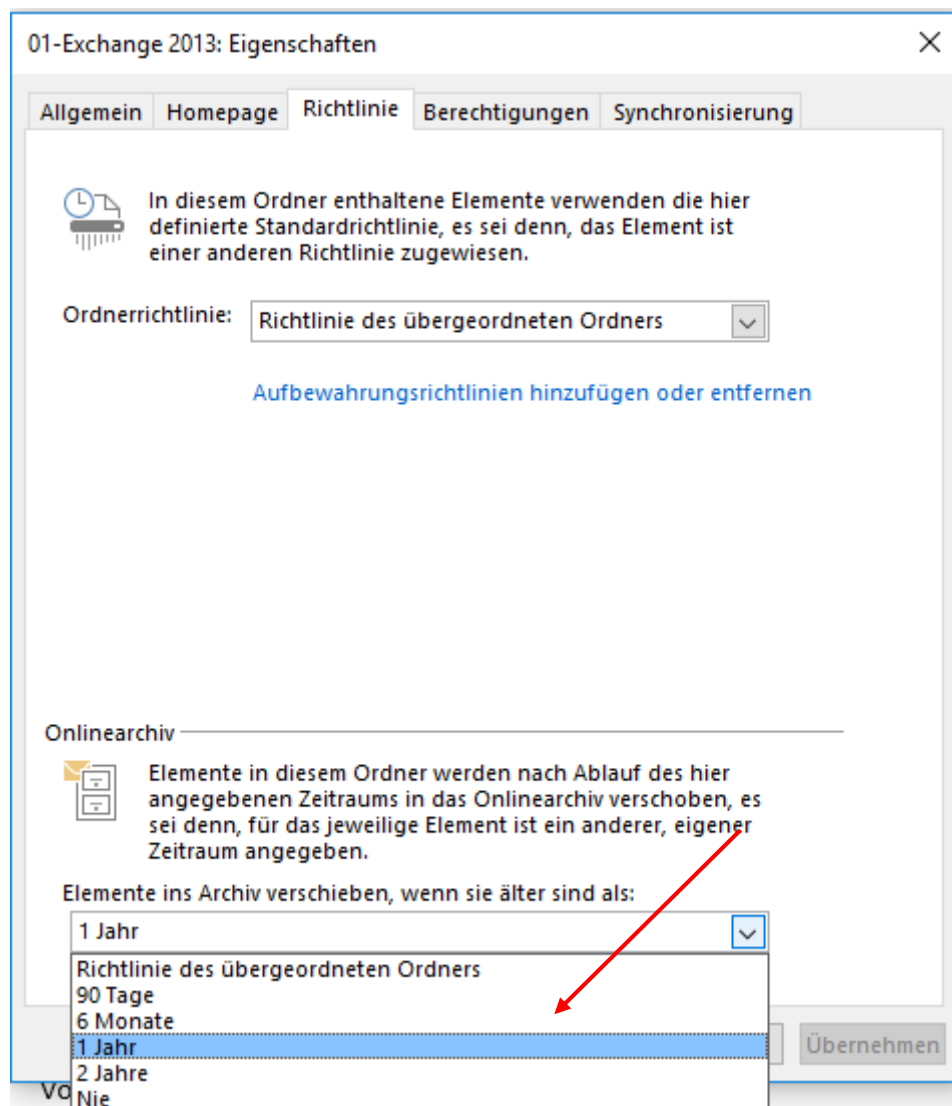 01-Exchange 2013: Eigenschaften
Allgemein Homepage Richtlinie Berechtigungen Synchronisierung
In diesem Ordner enthaltene Elemente verwenden die hier
definierte Standardrichtlinie, es sei denn, das Element ist
einer anderen Richtlinie zugewiesen.
Ordnerrichtlinie: Richtlinie des übergeordneten Ordners
Aufbewahrungsrichtlinien hinzufügen oder entfernen
Onlinearchiv
Elemente in diesem Ordner werden nach Ablauf des hier
angegebenen Zeitraums in das Onlinearchiv verschoben, es
sei denn, für das jeweilige Element ist ein anderer, eigener
Zeitraum angegeben.
Elemente ins Archiv verschieben, wenn sie älter sind als:
1 Jahr
Richtlinie des übergeordneten Ordners
90 Tage
6 Monate
1 Jahr
Übernehmen
2 Jahre
Nie